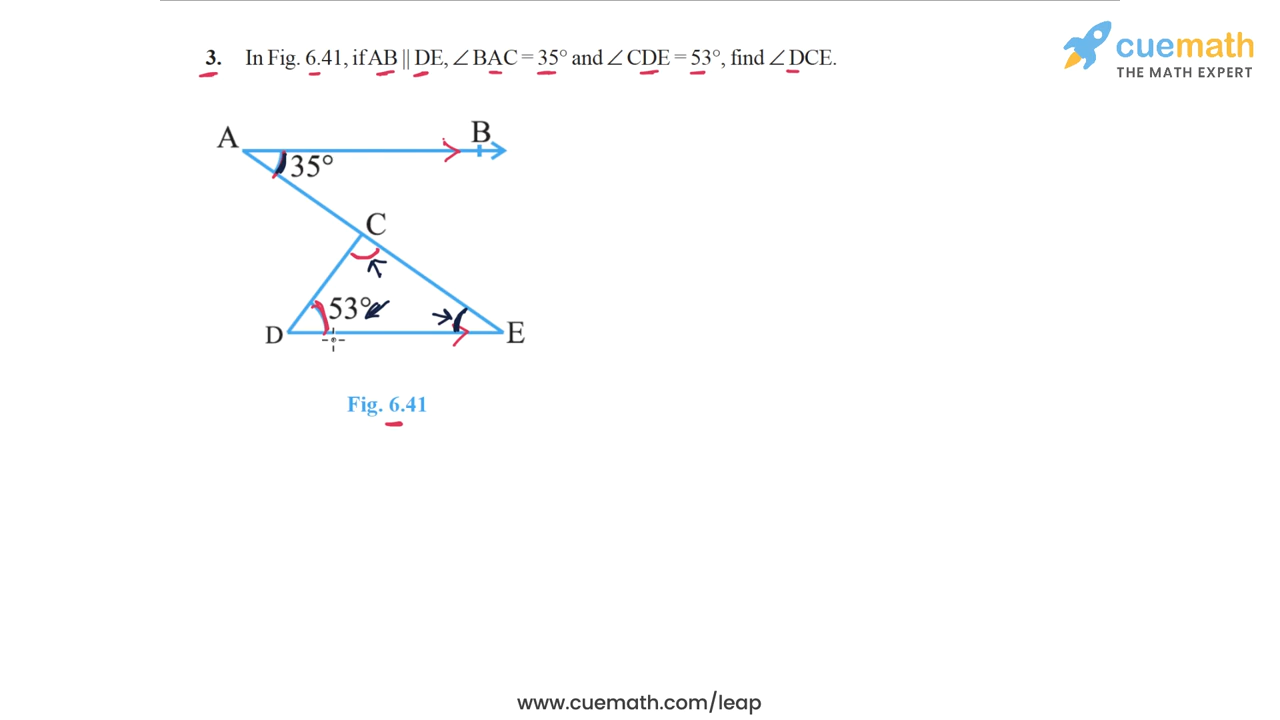 3. In Fig. 6.41, if AB || DE, ∠BAC = 35° and ∠CDE = 53°, find ∠DCE.
cuemath
THE MATH EXPERT
A
B
35°
C
53°
D
E
Fig. 6.41
www.cuemath.com/leap